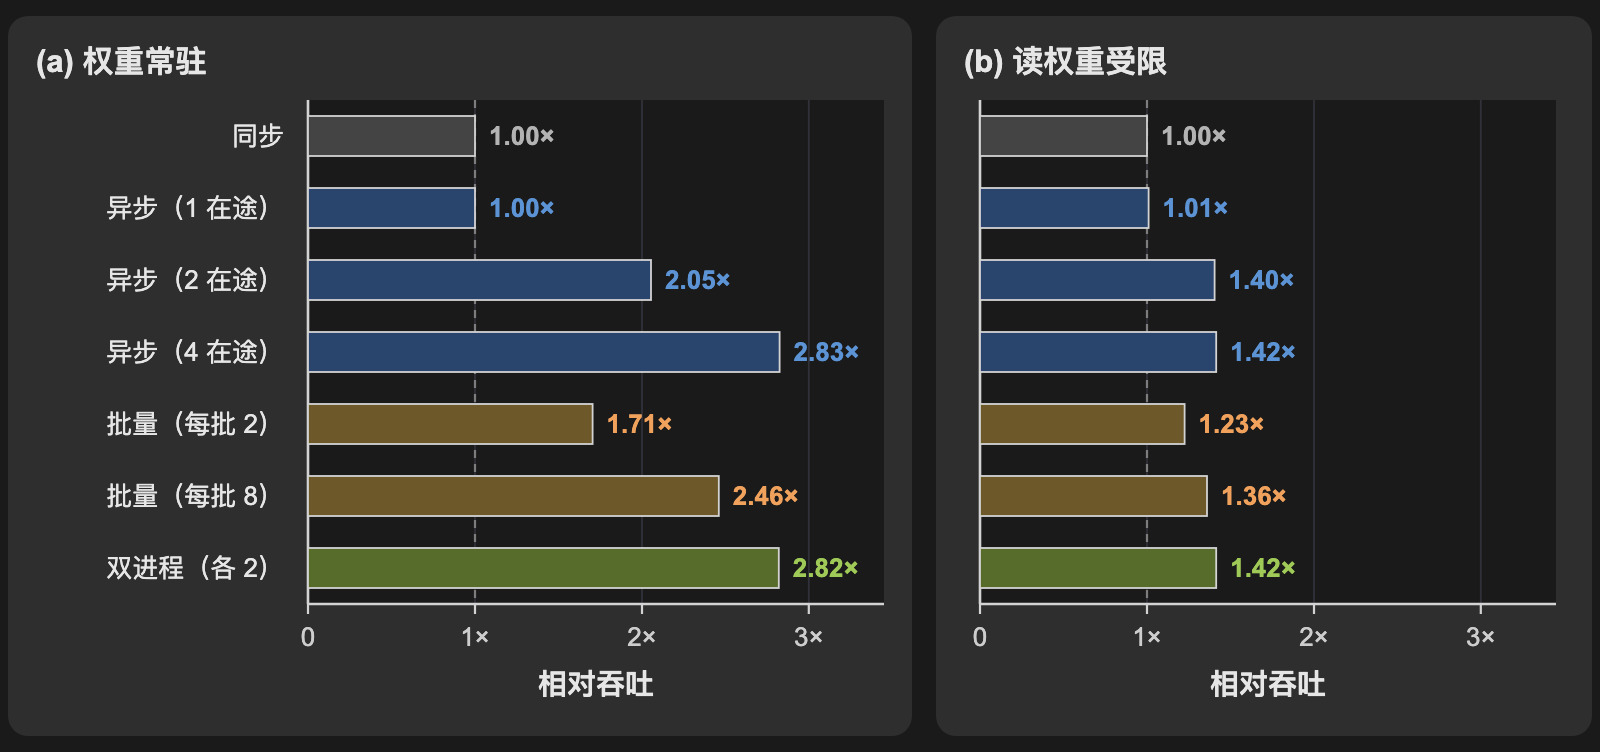 (a) 权重常驻
同步
1.00×
异步（1 在途）
1.00×
异步（2 在途）
2.05×
异步（4 在途）
2.83×
批量（每批 2）
1.71×
批量（每批 8）
2.46×
双进程（各 2）
2.82×
0 1× 2× 3×
相对吞吐
(b) 读权重受限
1.00×
1.01×
1.40×
1.42×
1.23×
1.36×
1.42×
0 1× 2× 3×
相对吞吐